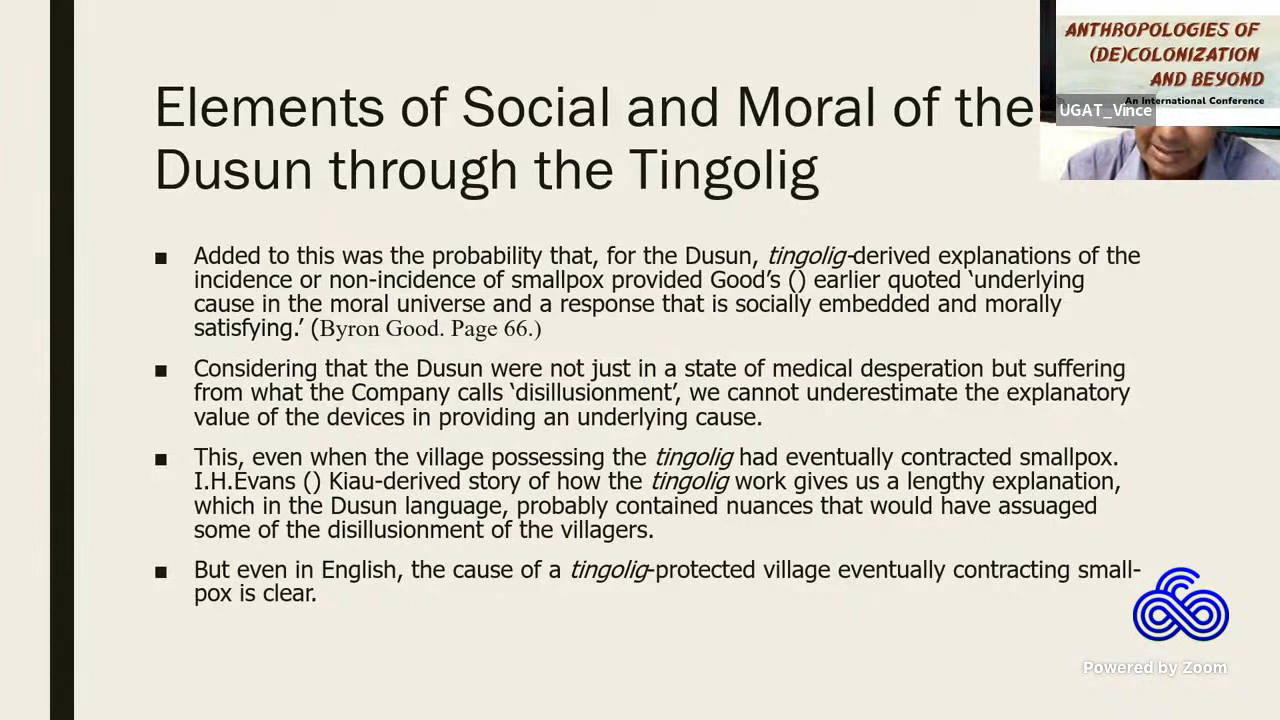 ANTHROPOLOGIES OF
(DE)COLONIZATION
AND BEYOND
An International Conference
UGAT_Vince
Elements of Social and Moral of the
Dusun through the Tingolig
■ Added to this was the probability that, for the Dusun, tingolig-derived explanations of the
incidence or non-incidence of smallpox provided Good’s () earlier quoted ‘underlying
cause in the moral universe and a response that is socially embedded and morally
satisfying.’ (Byron Good. Page 66.)
■ Considering that the Dusun were not just in a state of medical desperation but suffering
from what the Company calls ‘disillusionment’, we cannot underestimate the explanatory
value of the devices in providing an underlying cause.
■ This, even when the village possessing the tingolig had eventually contracted smallpox.
I.H.Evans () Kiau-derived story of how the tingolig work gives us a lengthy explanation,
which in the Dusun language, probably contained nuances that would have assuaged
some of the disillusionment of the villagers.
■ But even in English, the cause of a tingolig-protected village eventually contracting small-
pox is clear.
Powered by Zoom